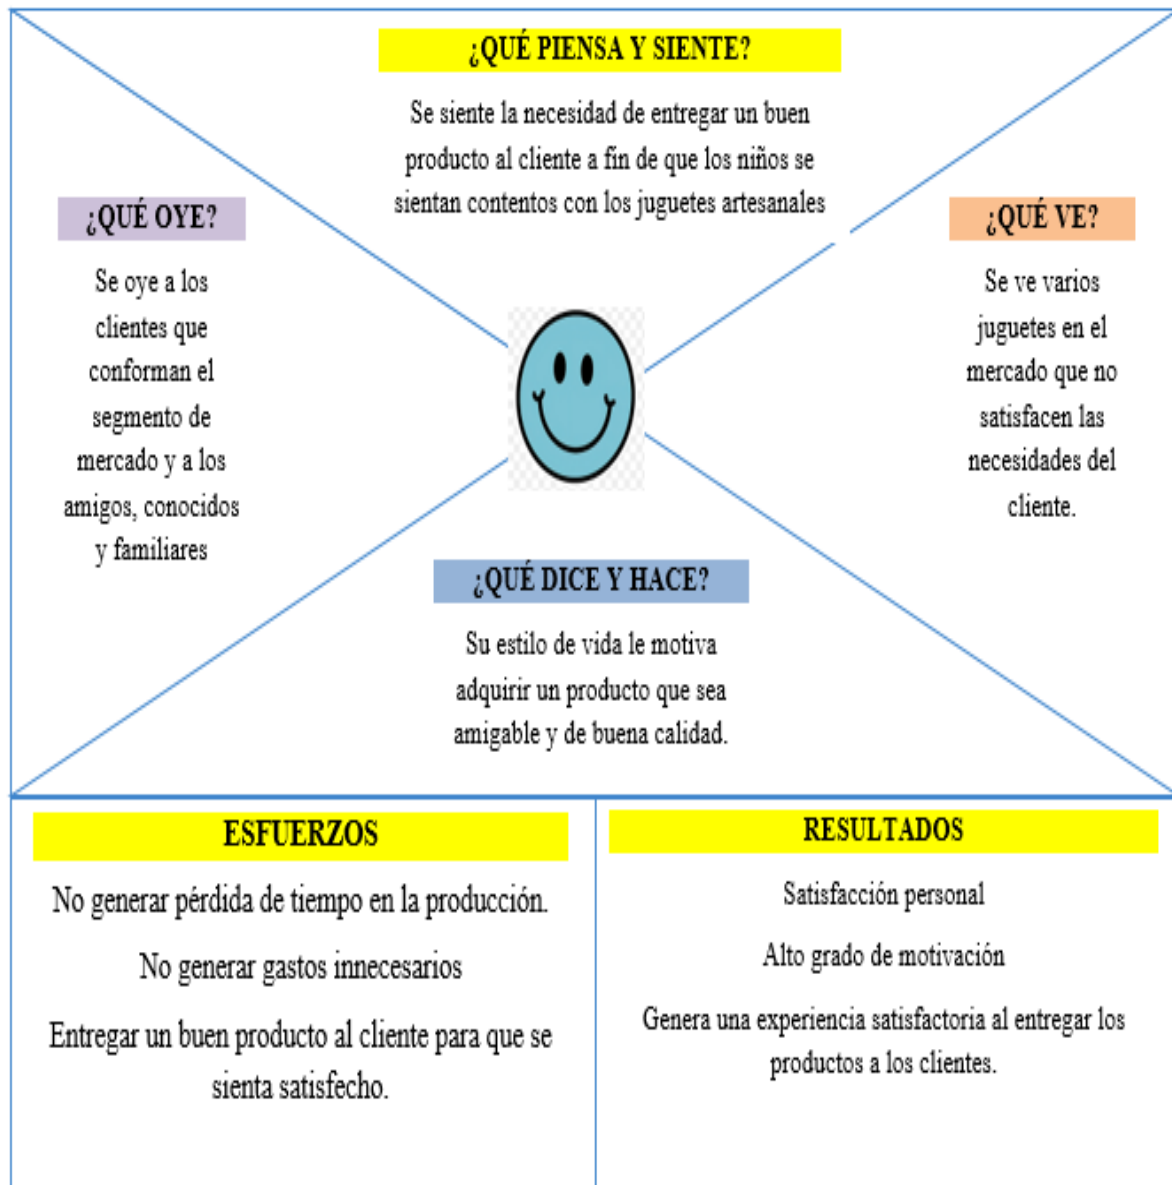 ¿QUÉ PIENSA Y SIENTE?
Se siente la necesidad de entregar un buen
producto al cliente a fin de que los niños se
sientan contentos con los juguetes artesanales
¿QUÉ OYE?
Se oye a los
clientes que
conforman el
segmento de
mercado y a los
amigos, conocidos
y familiares
¿QUÉ VE?
Se ve varios
juguetes en el
mercado que no
satisfacen las
necesidades del
cliente.
¿QUÉ DICE Y HACE?
Su estilo de vida le motiva
adquirir un producto que sea
amigable y de buena calidad.
ESFUERZOS
No generar pérdida de tiempo en la producción.
No generar gastos innecesarios
Entregar un buen producto al cliente para que se
sienta satisfecho.
RESULTADOS
Satisfacción personal
Alto grado de motivación
Genera una experiencia satisfactoria al entregar los
productos a los clientes.